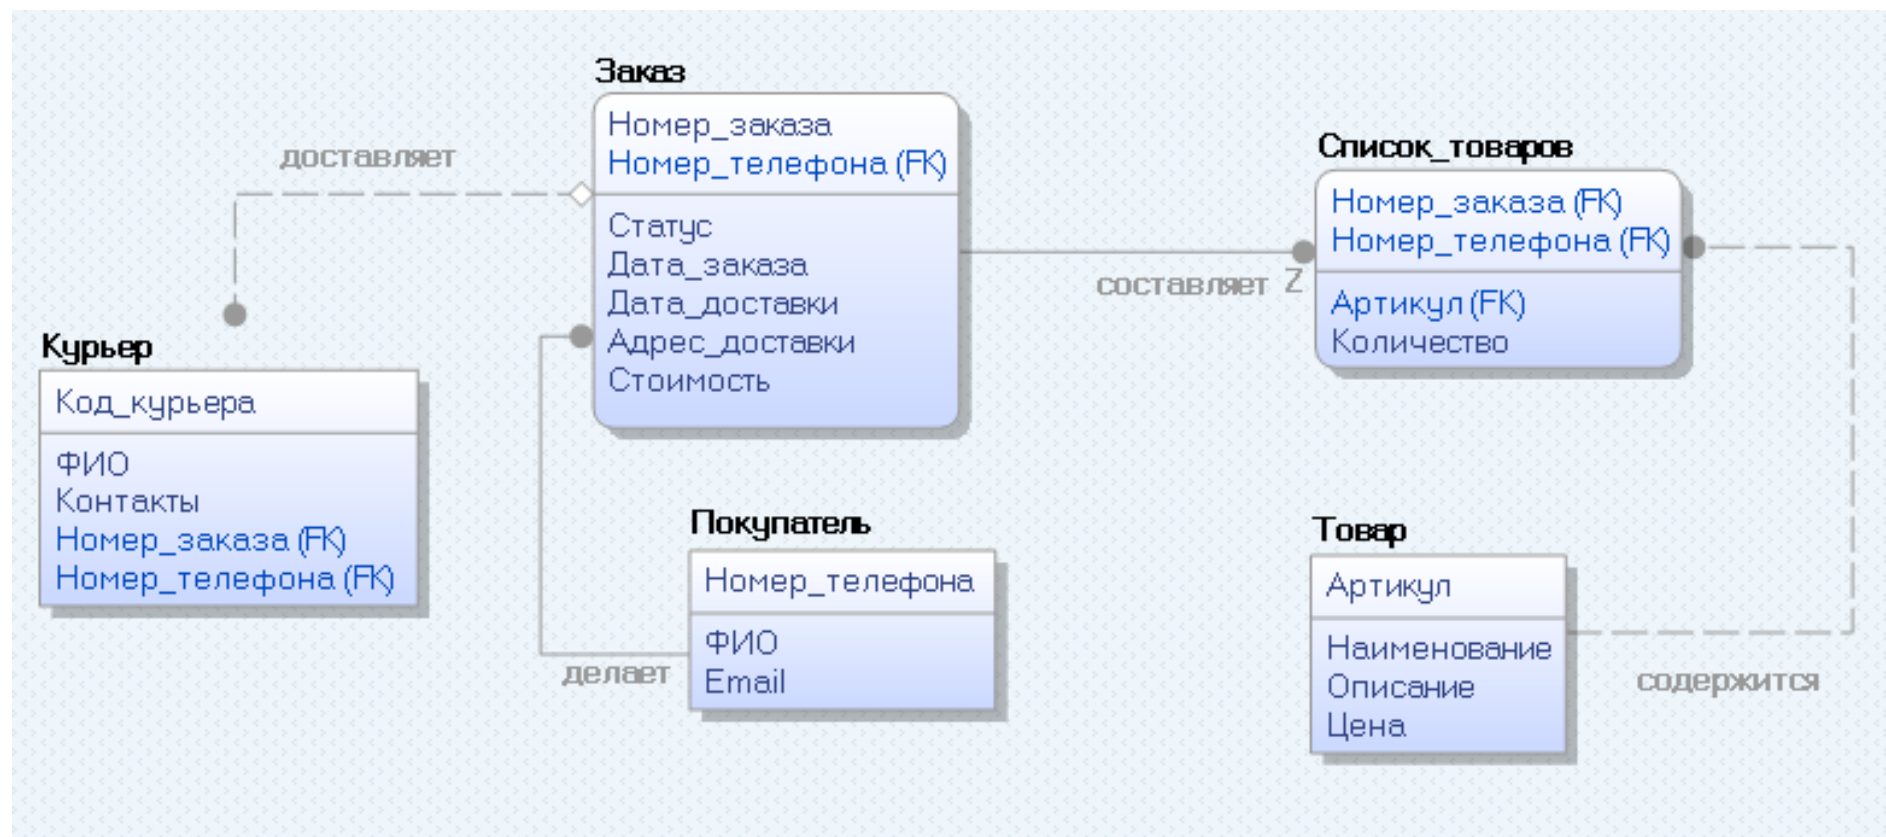 Заказ
Номер_заказа
Номер_телефона (FK)
Статус
Дата_заказа
Дата_доставки
Адрес_доставки
Стоимость
доставляет
Список_товаров
Номер_заказа (FK)
Номер_телефона (FK)
Артикул (FK)
Количество
составляет Z
Курьер
Код_курьера
ФИО
Контакты
Номер_заказа (FK)
Номер_телефона (FK)
Покупатель
Номер_телефона
ФИО
Email
делает
Товар
Артикул
Наименование
Описание
Цена
содержится